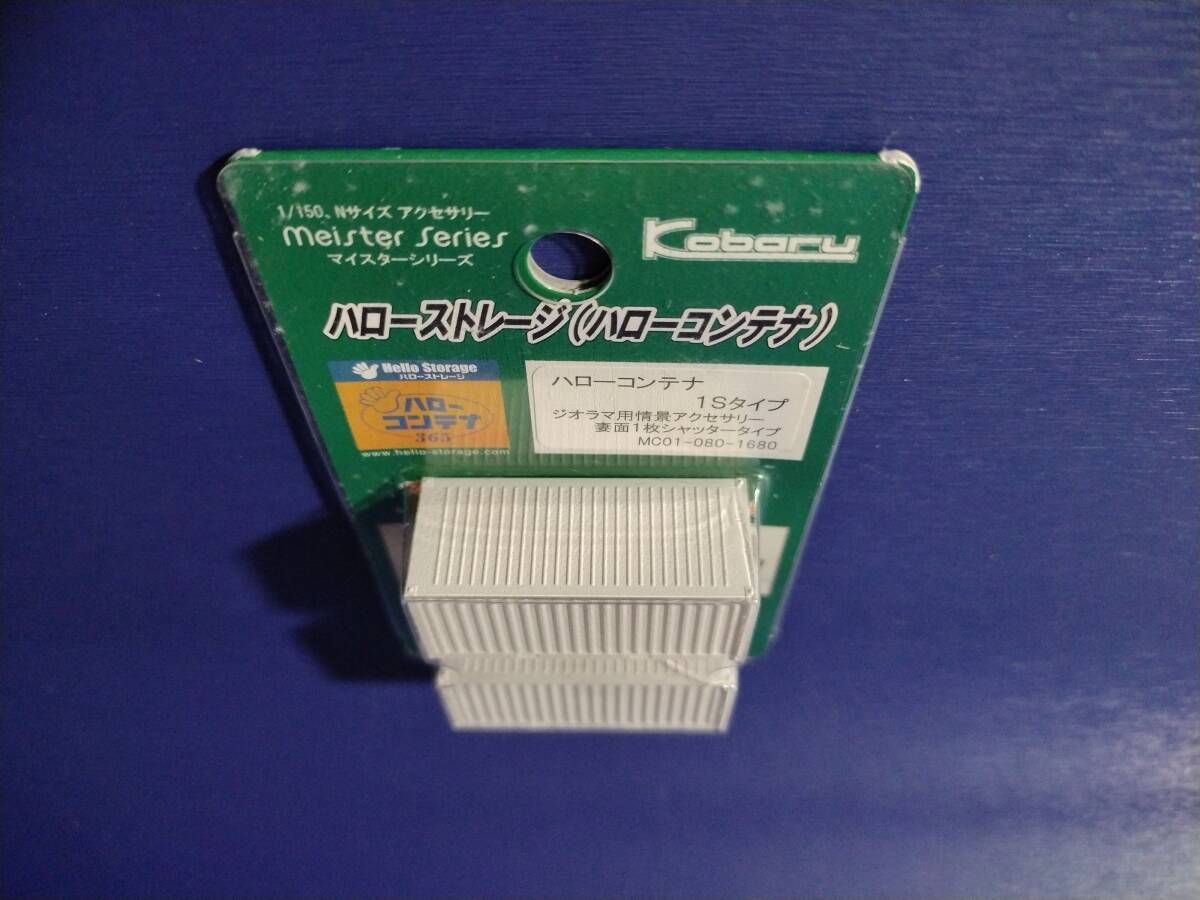 1/150、Nサイズ アクセサリー
meister series
マイスターシリーズ
Kobaru
ハローストレージ(ハローコンテナ)
Hello Storage
ハローストレージ
ハロー
コンテナ
365
www.hello-storage.com
ハローコンテナ
1Sタイプ
ジオラマ用情景アクセサリー
妻面1枚シャッタータイプ
MC01-080-1680